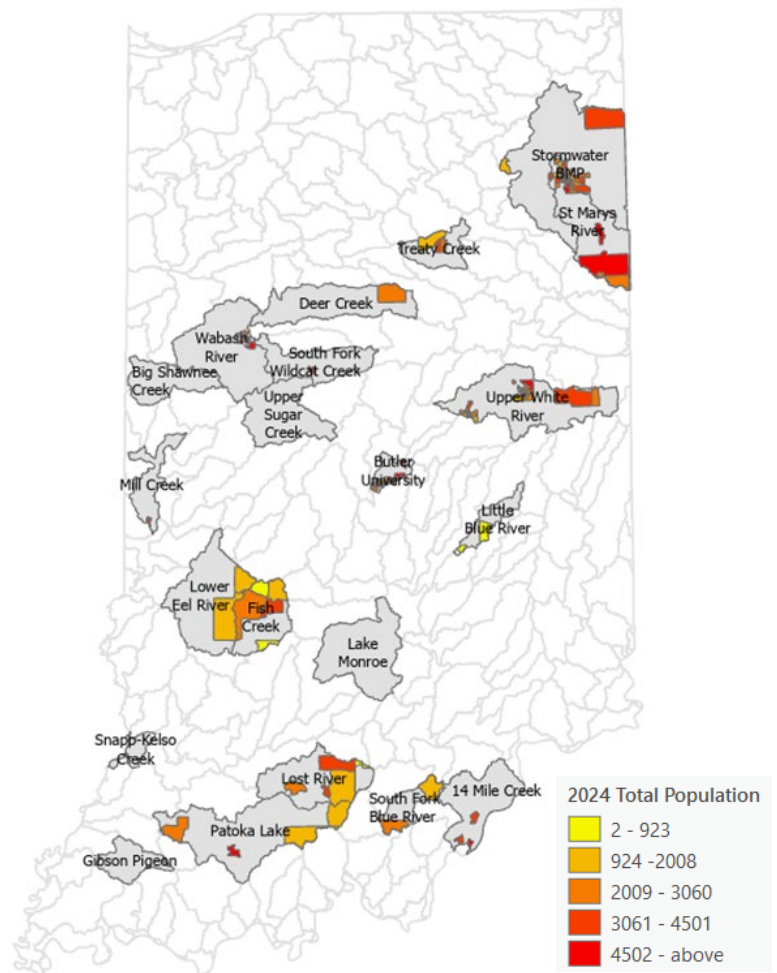 Stormwater
BMP
St Marys
River
Treaty Creek
Deer Creek
Wabash
River
South Fork
Wildcat Creek
Big Shawnee
Creek
Upper
Sugar
Creek
Upper White
River
Butler
University
Mill Creek
Little
Blue River
Lower
Eel River
Fish
Creek
Lake
Monroe
Snapp-Kelso
Creek
Lost River
14 Mile Creek
South Fork
Blue River
Patoka Lake
Gibson Pigeon
2024 Total Population
2 - 923
924 -2008
2009 - 3060
3061 - 4501
4502 - above